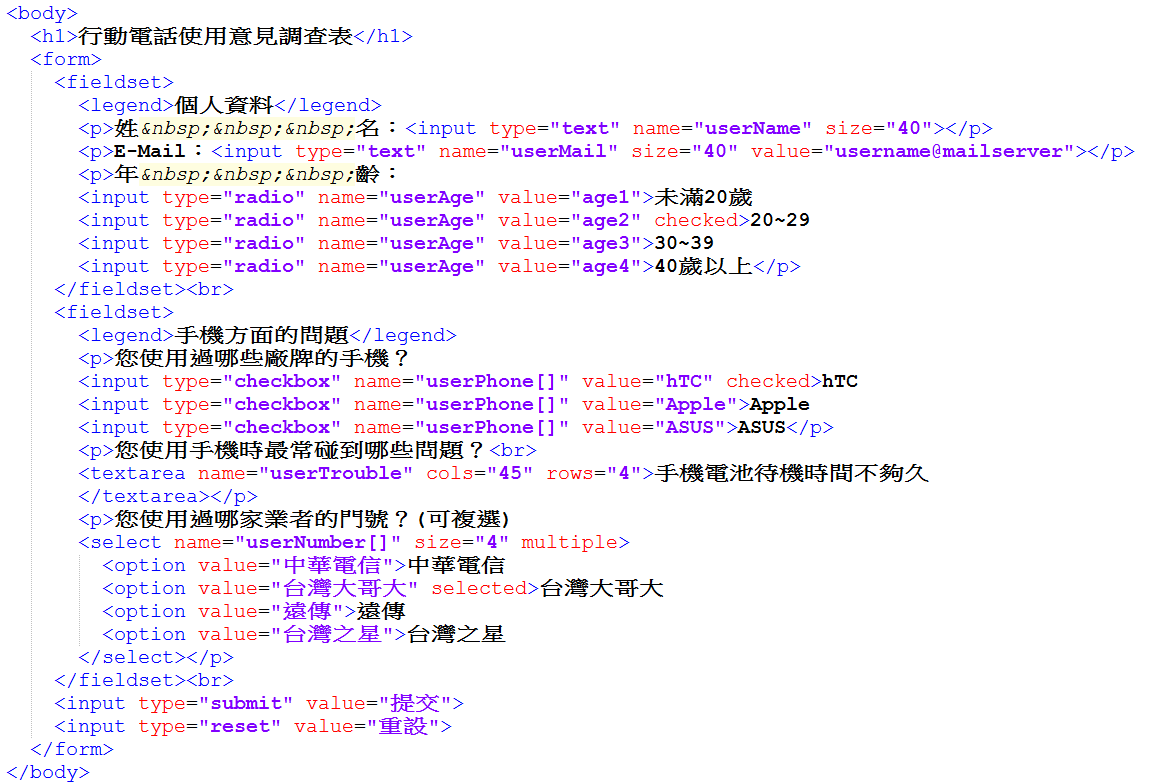 <body>
<h1>行動電話使用意見調查表</h1>
<form>
<fieldset>
<legend>個人資料</legend>
<p>姓&nbsp;&nbsp;&nbsp;名：<input type="text" name="userName" size="40"></p>
<p>E-Mail：<input type="text" name="userMail" size="40" value="username@mailserver"></p>
<p>年&nbsp;&nbsp;&nbsp;齡：
<input type="radio" name="userAge" value="age1">未滿20歲
<input type="radio" name="userAge" value="age2" checked>20~29
<input type="radio" name="userAge" value="age3">30~39
<input type="radio" name="userAge" value="age4">40歲以上</p>
</fieldset><br>
<fieldset>
<legend>手機方面的問題</legend>
<p>您使用過哪些廠牌的手機？
<input type="checkbox" name="userPhone[]" value="hTC" checked>hTC
<input type="checkbox" name="userPhone[]" value="Apple">Apple
<input type="checkbox" name="userPhone[]" value="ASUS">ASUS</p>
<p>您使用手機時最常碰到哪些問題？<br>
<textarea name="userTrouble" cols="45" rows="4">手機電池待機時間不夠久
</textarea></p>
<p>您使用過哪家業者的門號？(可複選)
<select name="userNumber[]" size="4" multiple>
<option value="中華電信">中華電信
<option value="台灣大哥大" selected>台灣大哥大
<option value="遠傳">遠傳
<option value="台灣之星">台灣之星
</select></p>
</fieldset><br>
<input type="submit" value="提交">
<input type="reset" value="重設">
</form>
</body>